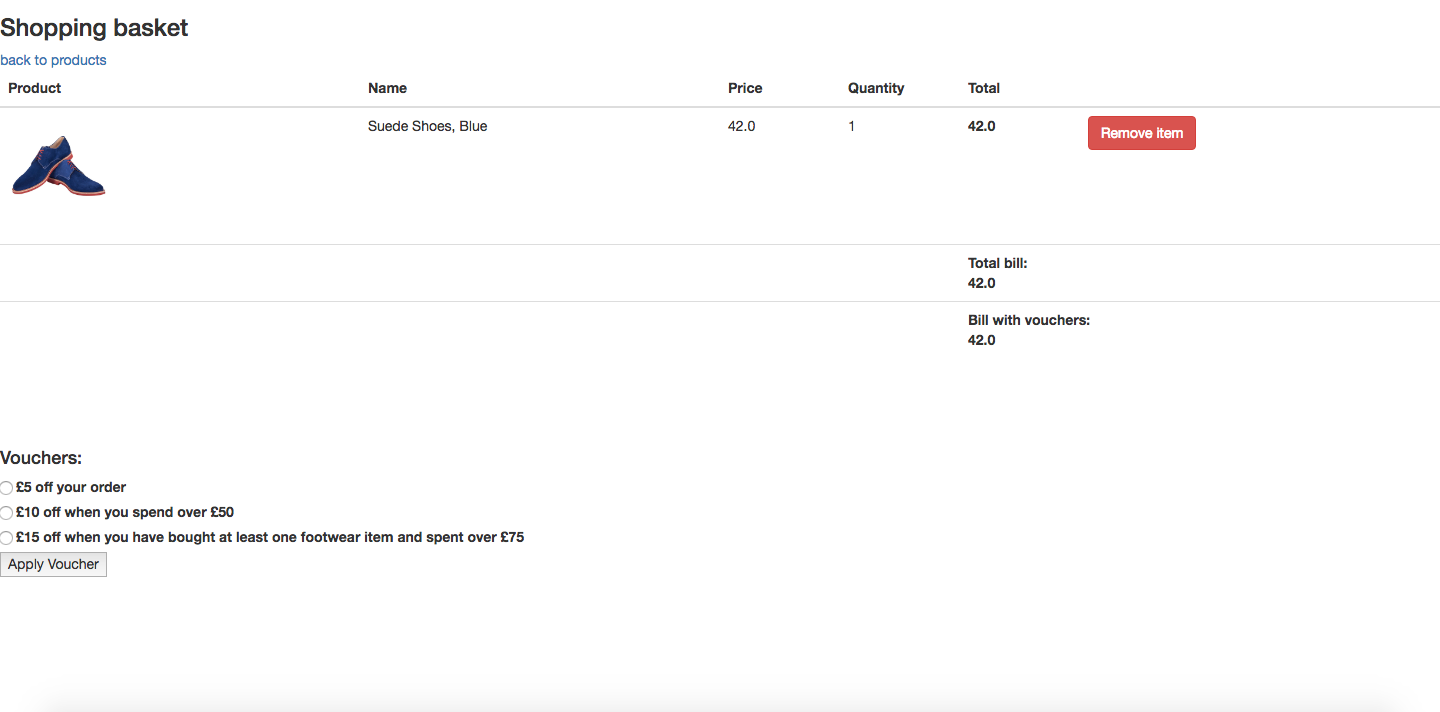 Shopping basket
back to products
Product Name Price Quantity Total
Suede Shoes, Blue 42.0 1 42.0 Remove item
Total bill:
42.0
Bill with vouchers:
42.0
Vouchers:
£5 off your order
£10 off when you spend over £50
£15 off when you have bought at least one footwear item and spent over £75
Apply Voucher